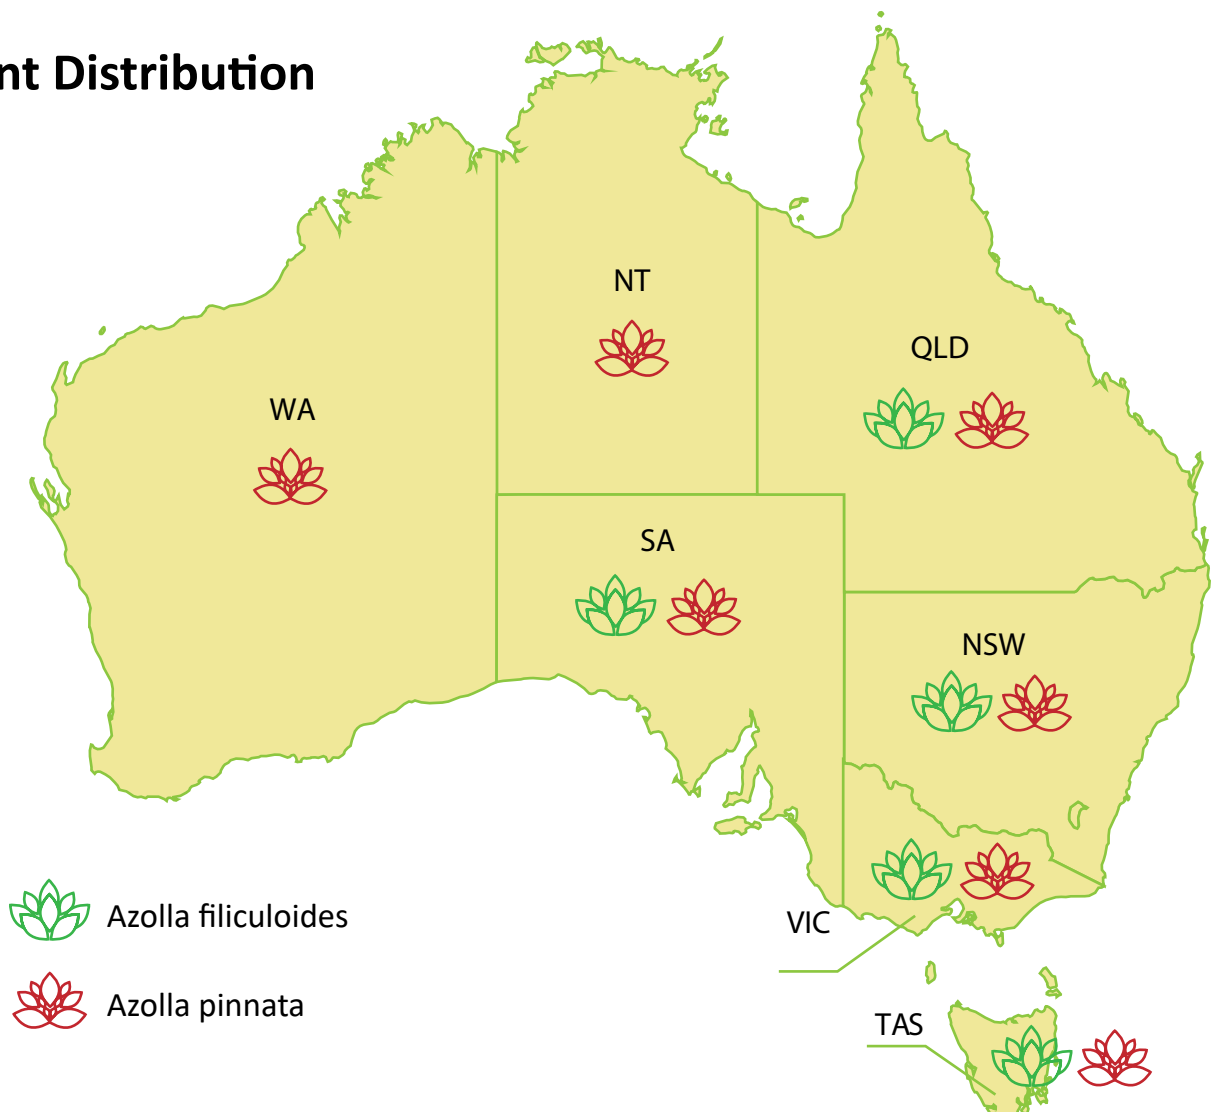 nt Distribution
NT
QLD
WA
SA
NSW
VIC
TAS
Azolla filiculoides
Azolla pinnata